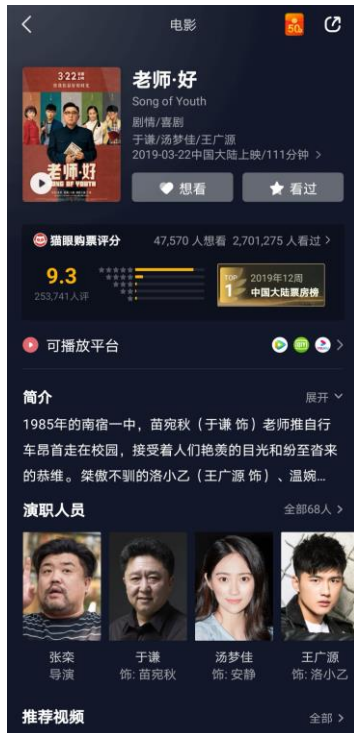 电影
50
3·22
老师·好
SONG OF YOUTH
老师·好
Song of Youth
剧情/喜剧
于谦/汤梦佳/王广源
2019-03-22中国大陆上映/111分钟 >
想看
看过
猫眼购票评分
47,570 人想看 2,701,275 人看过 >
9.3
253,741人评
TOP 1
2019年12周
中国大陆票房榜
可播放平台
简介
展开
1985年的南宿一中，苗宛秋（于谦 饰）老师推自行
车昂首走在校园，接受着人们艳羡的目光和纷至沓来
的恭维。桀傲不驯的洛小乙（王广源 饰）、温婉…
演职人员
全部68人 >
张栾
导演
于谦
饰: 苗宛秋
汤梦佳
饰: 安静
王广源
饰: 洛小乙
推荐视频
全部 >